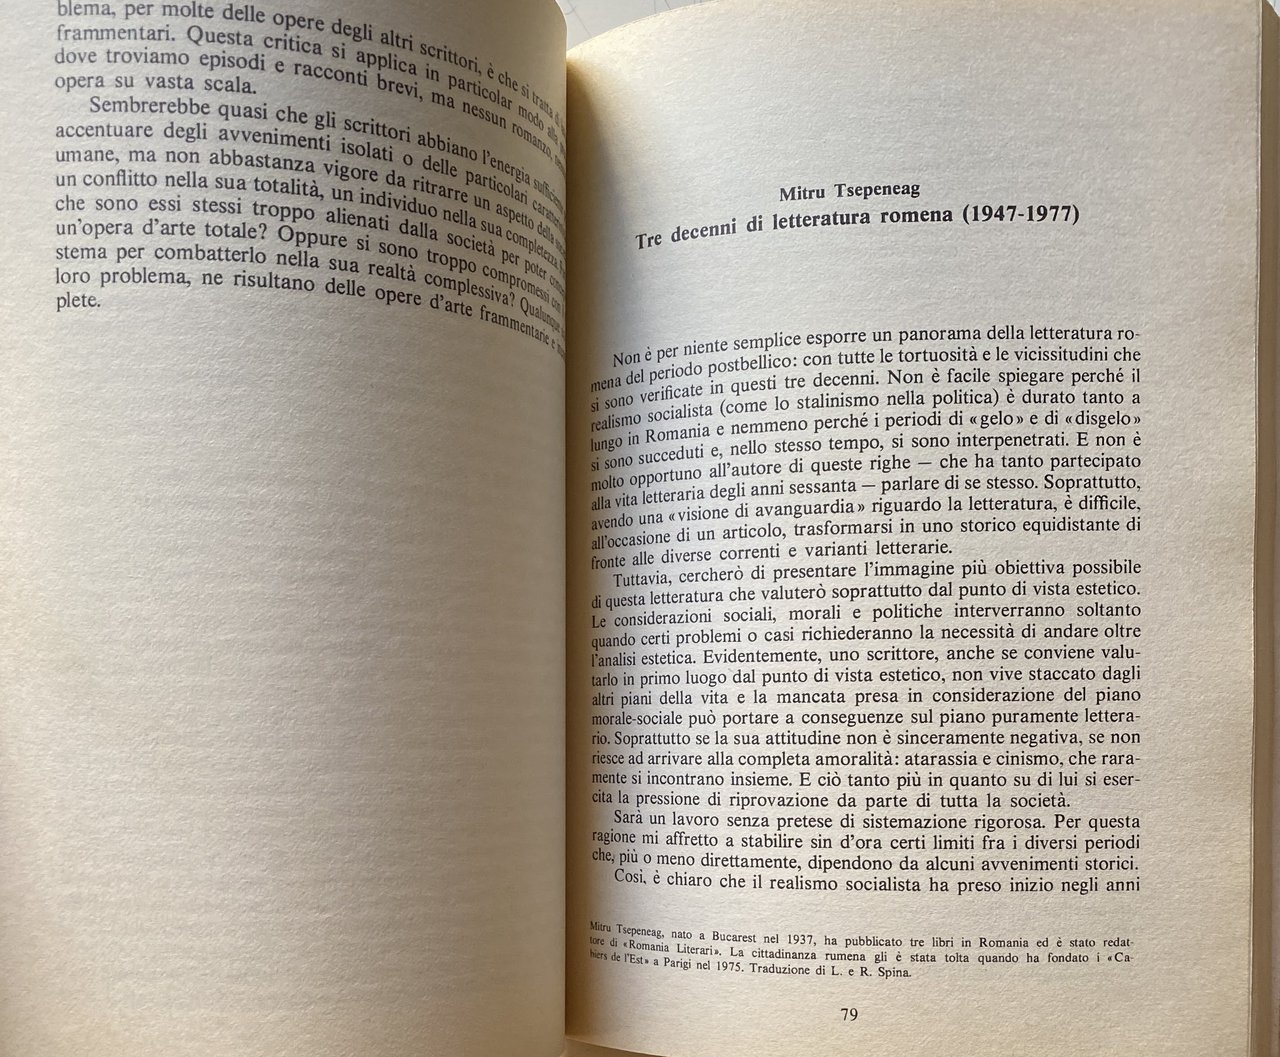 blema, per molte delle opere degli altri scrittori, è che si tratta di
frammentari. Questa critica si applica in particolar modo alla
dove troviamo episodi e racconti brevi, ma nessun romanzo,
opera su vasta scala.
Sembrerebbe quasi che gli scrittori abbiano l'energia sufficiente
accentuare degli avvenimenti isolati o delle particolari
umane, ma non abbastanza vigore da ritrarre un aspetto della
un conflitto nella sua totalità, un individuo nella sua completezza.
che sono essi stessi troppo alienati dalla società per poter
un'opera d'arte totale? Oppure si sono troppo compromessi con
stema per combatterlo nella sua realtà complessiva? Qualunque
loro problema, ne risultano delle opere d'arte frammentarie e
plete.
Mitru Tsepeneag
Tre decenni di letteratura romena (1947-1977)
Non è per niente semplice esporre un panorama della letteratura ro-
mena del periodo postbellico: con tutte le tortuosità e le vicissitudini che
si sono verificate in questi tre decenni. Non è facile spiegare perché il
realismo socialista (come lo stalinismo nella politica) è durato tanto a
lungo in Romania e nemmeno perché i periodi di «gelo» e di «disgelo»
si sono succeduti e, nello stesso tempo, si sono interpenetrati. E non è
molto opportuno all'autore di queste righe — che ha tanto partecipato
alla vita letteraria degli anni sessanta — parlare di se stesso. Soprattutto,
avendo una «visione di avanguardia» riguardo la letteratura, è difficile,
all'occasione di un articolo, trasformarsi in uno storico equidistante di
fronte alle diverse correnti e varianti letterarie.
Tuttavia, cercherò di presentare l'immagine più obiettiva possibile
di questa letteratura che valuterò soprattutto dal punto di vista estetico.
Le considerazioni sociali, morali e politiche interverranno soltanto
quando certi problemi o casi richiederanno la necessità di andare oltre
l'analisi estetica. Evidentemente, uno scrittore, anche se conviene valu-
tarlo in primo luogo dal punto di vista estetico, non vive staccato dagli
altri piani della vita e la mancata presa in considerazione del piano
morale-sociale può portare a conseguenze sul piano puramente lettera-
rio. Soprattutto se la sua attitudine non è sinceramente negativa, se non
riesce ad arrivare alla completa amoralità: atarassia e cinismo, che rara-
mente si incontrano insieme. E ciò tanto più in quanto su di lui si eser-
cita la pressione di riprovazione da parte di tutta la società.
Sarà un lavoro senza pretese di sistemazione rigorosa. Per questa
ragione mi affretto a stabilire sin d'ora certi limiti fra i diversi periodi
che, più o meno direttamente, dipendono da alcuni avvenimenti storici.
Così, è chiaro che il realismo socialista ha preso inizio negli anni
Mitru Tsepeneag, nato a Bucarest nel 1937, ha pubblicato tre libri in Romania ed è stato redat-
tore di «Romania Literari». La cittadinanza rumena gli è stata tolta quando ha fondato i «Ca-
hiers de l'Est» a Parigi nel 1975. Traduzione di L. e R. Spina.
79